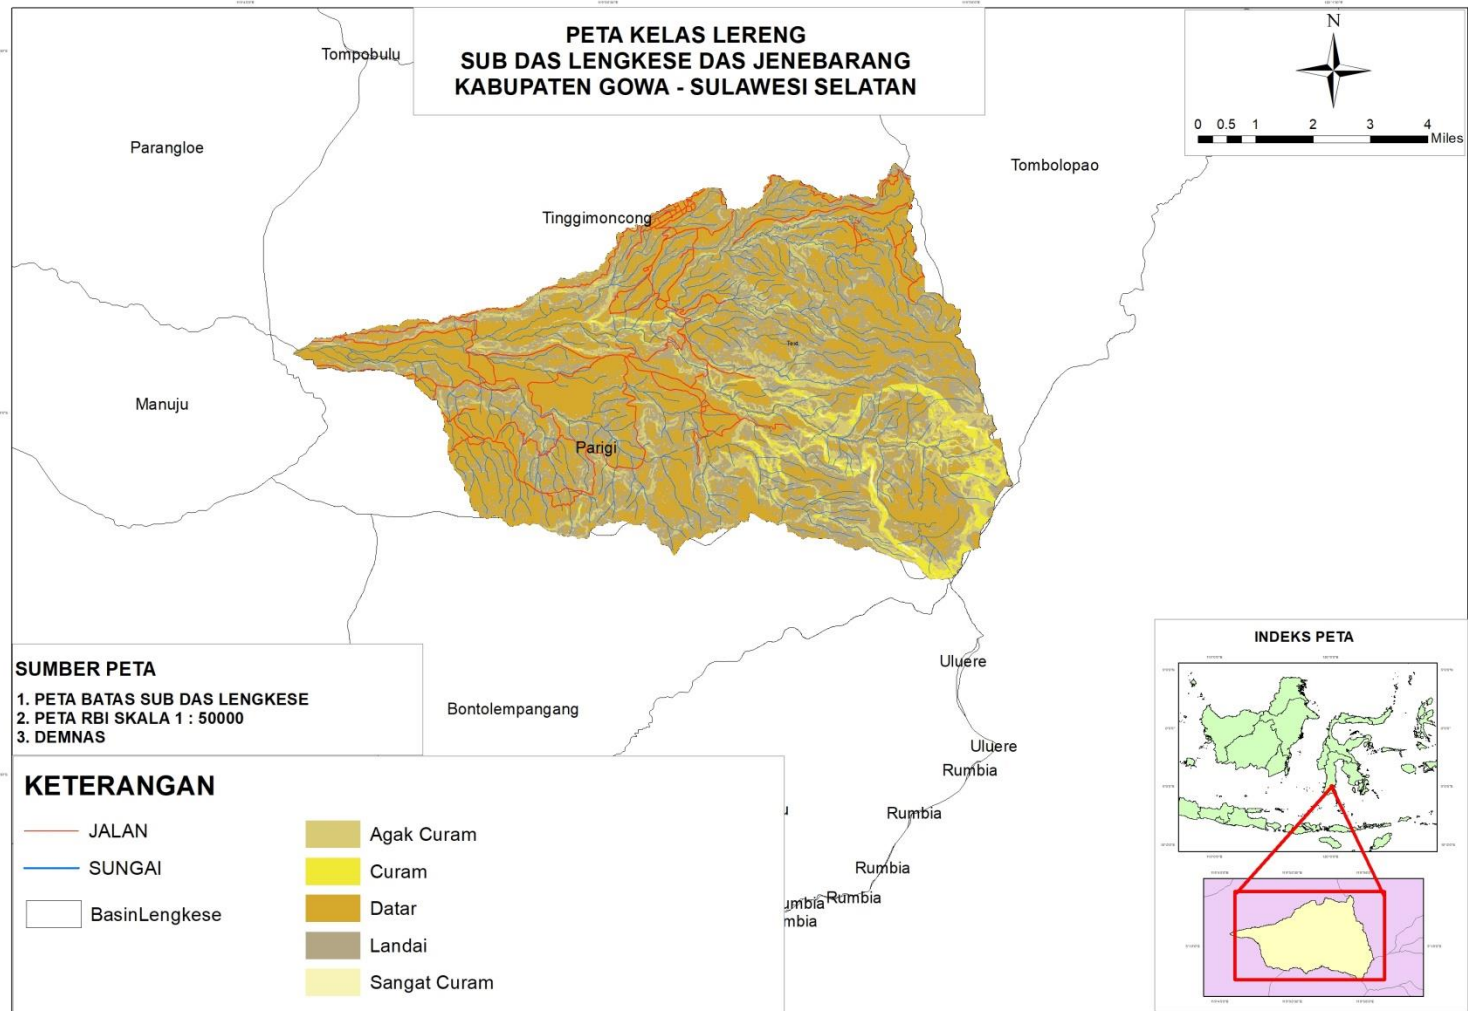 PETA KELAS LERENG
SUB DAS LENGKESE DAS JENEBARANG
KABUPATEN GOWA - SULAWESI SELATAN
N
0 0.5 1 2 3 4
Miles
Tompobulu
Parangloe
Tombolopao
Tinggimoncong
Text
Manuju
Parigi
SUMBER PETA
1. PETA BATAS SUB DAS LENGKESE
2. PETA RBI SKALA 1 : 50000
3. DEMNAS
Uluere
Bontolempangang
Uluere
Rumbia
Rumbia
Rumbia
Rumbia
umbia
mbia
KETERANGAN
JALAN
SUNGAI
BasinLengkese
Agak Curam
Curam
Datar
Landai
Sangat Curam
INDEKS PETA